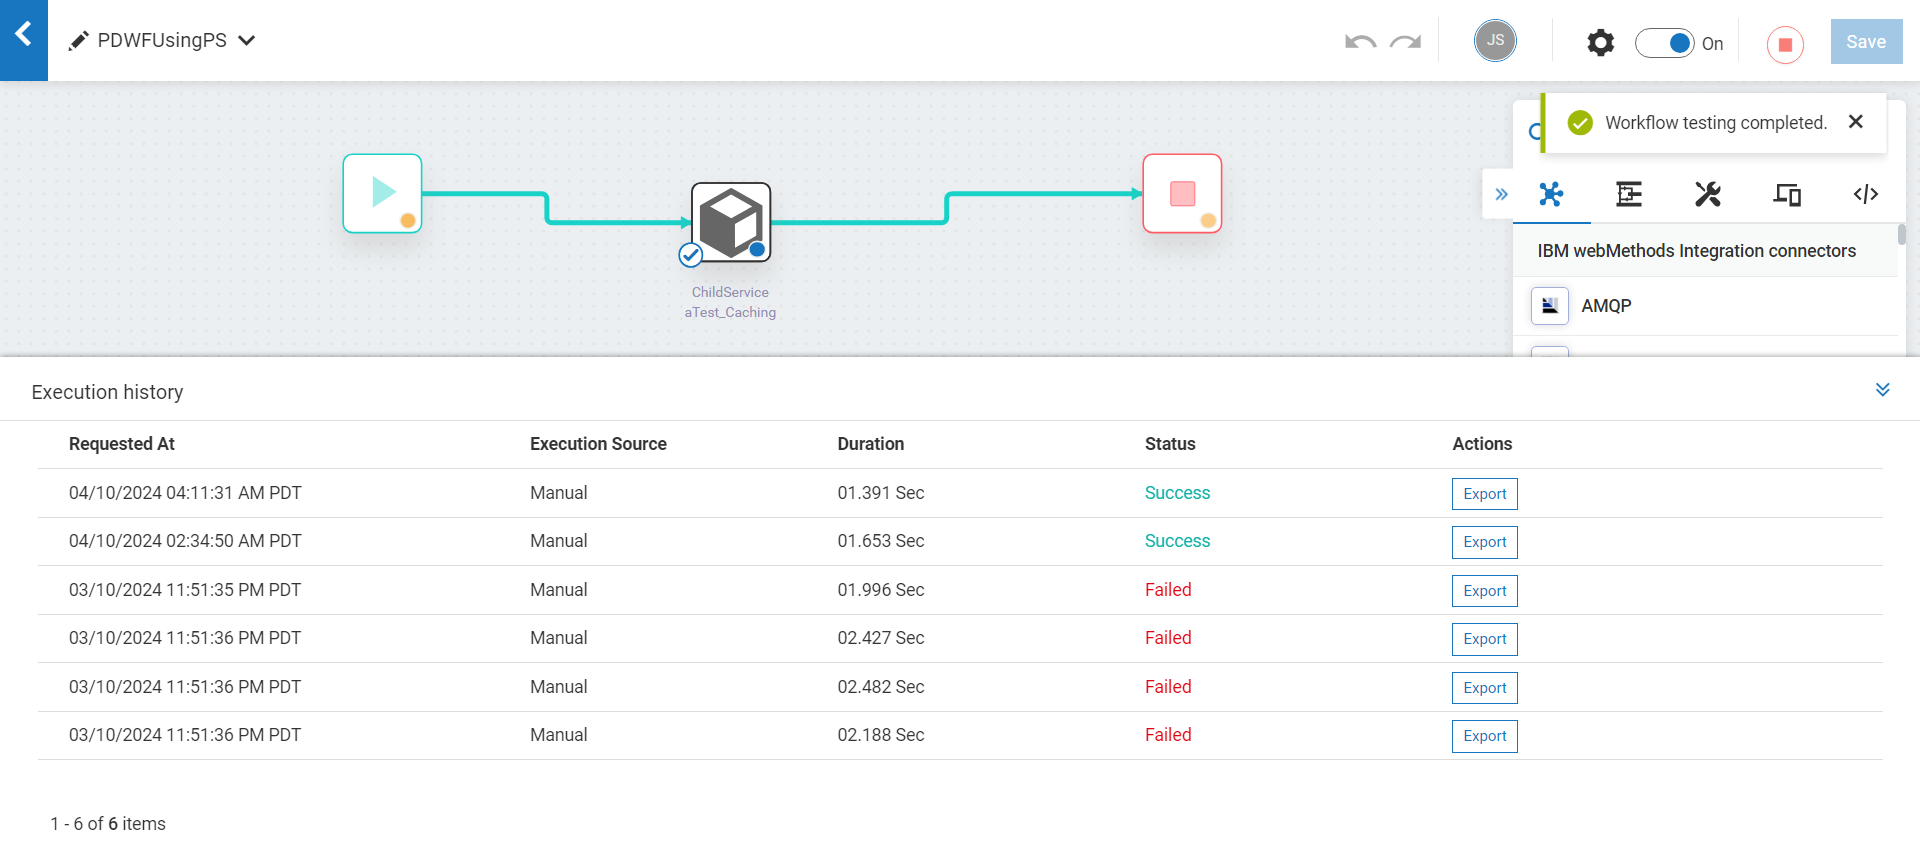 PDWFUsingPS
JS
On
Save
Workflow testing completed.
IBM webMethods Integration connectors
AMQP
ChildService
aTest_Caching
Execution history
Requested At Execution Source Duration Status Actions
04/10/2024 04:11:31 AM PDT Manual 01.391 Sec Success Export
04/10/2024 02:34:50 AM PDT Manual 01.653 Sec Success Export
03/10/2024 11:51:35 PM PDT Manual 01.996 Sec Failed Export
03/10/2024 11:51:36 PM PDT Manual 02.427 Sec Failed Export
03/10/2024 11:51:36 PM PDT Manual 02.482 Sec Failed Export
03/10/2024 11:51:36 PM PDT Manual 02.188 Sec Failed Export
1 - 6 of 6 items